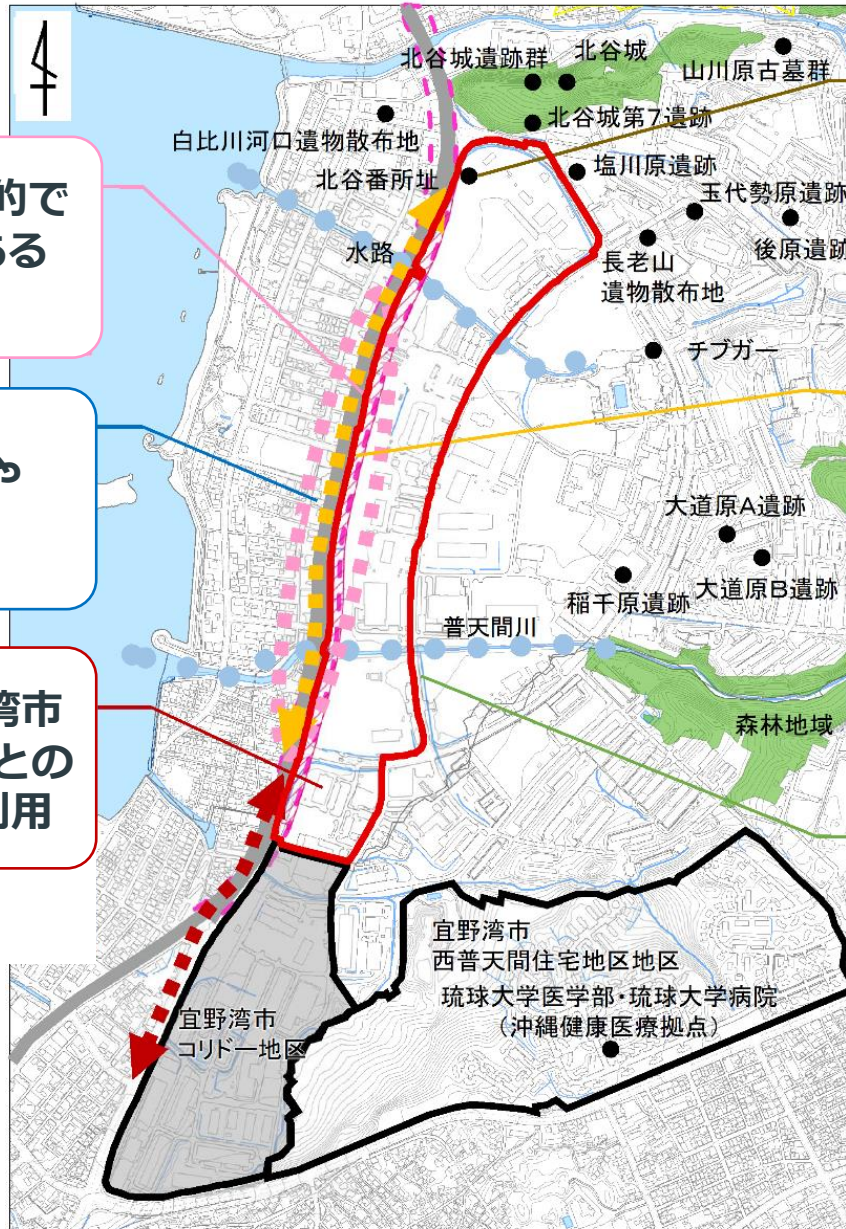 北谷城遺跡群
北谷城
山川原古墓群
白比川河口遺物散布地
北谷城第7遺跡
北谷番所址
塩川原遺跡
玉代勢原遺跡
後原遺跡
長老山
遺物散布地
水路
チブガー
的で
ある
や
大道原A遺跡
大道原B遺跡
稲千原遺跡
普天間川
森林地域
湾市
との
利用
宜野湾市
西普天間住宅地区地区
琉球大学医学部・琉球大学病院
（沖縄健康医療拠点）
宜野湾市
コリドー地区